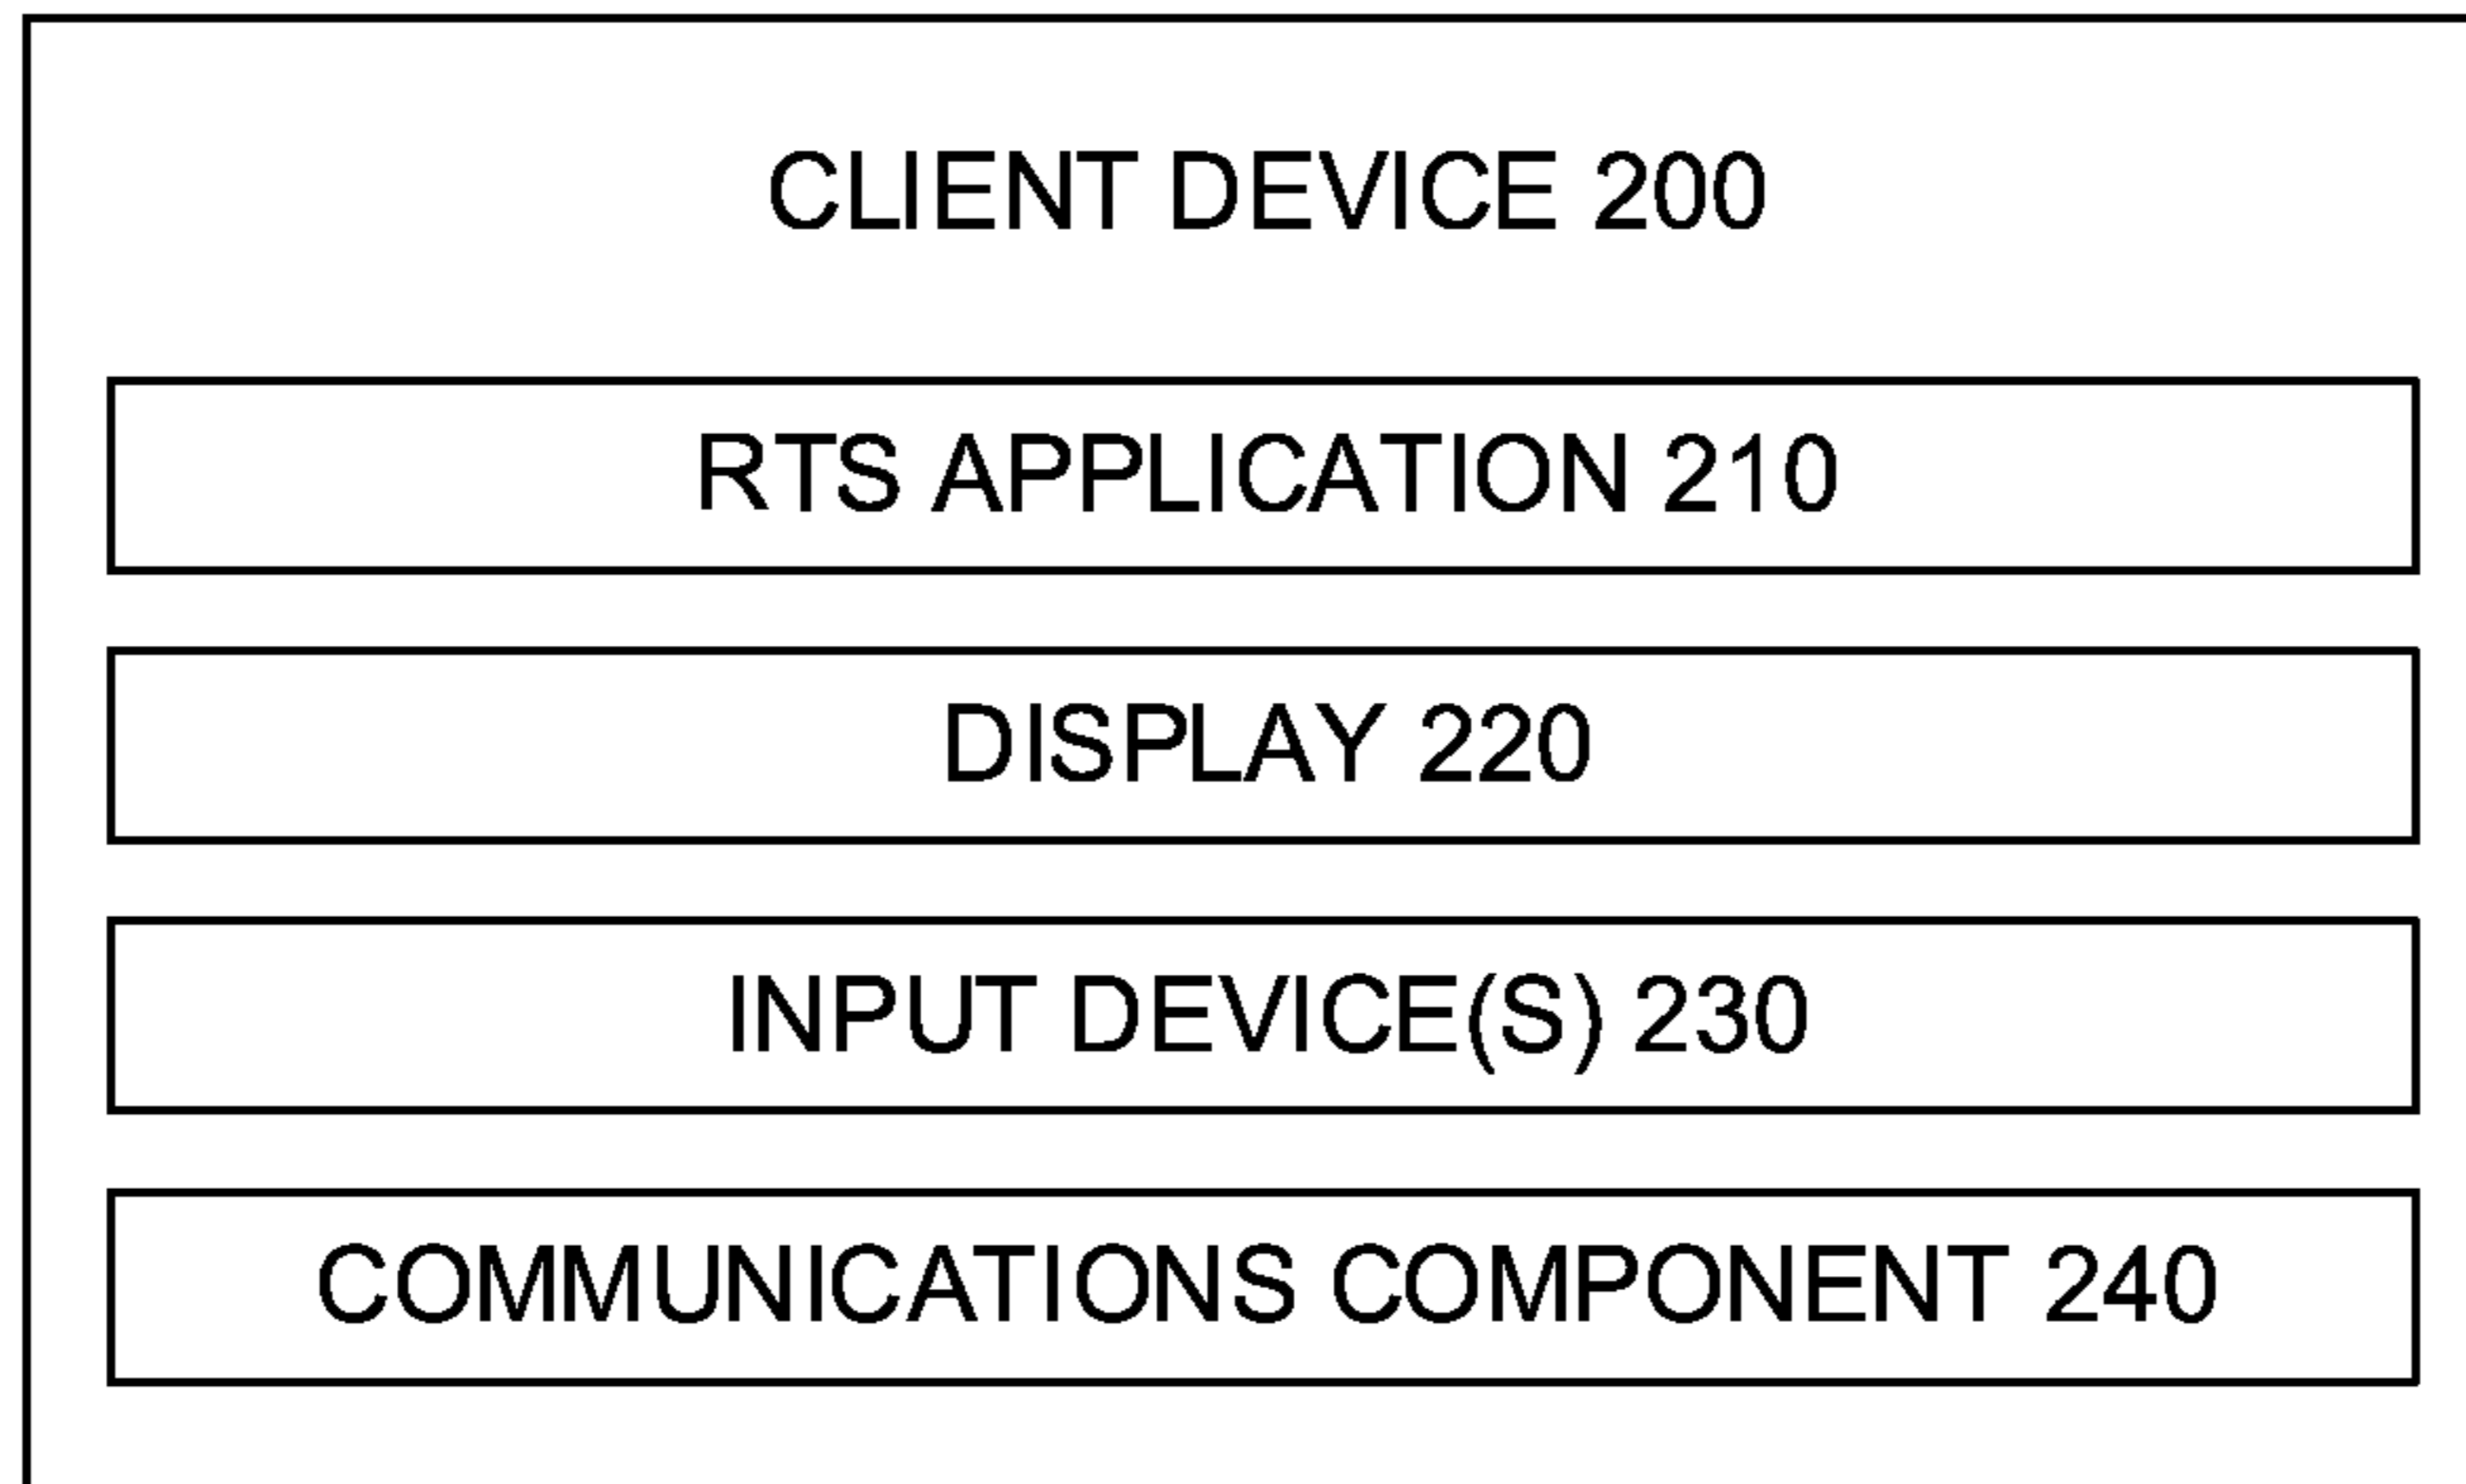 CLIENT DEVICE 200
RTS APPLICATION 210
DISPLAY 220
INPUT DEVICE(S) 230
COMMUNICATIONS COMPONENT 240